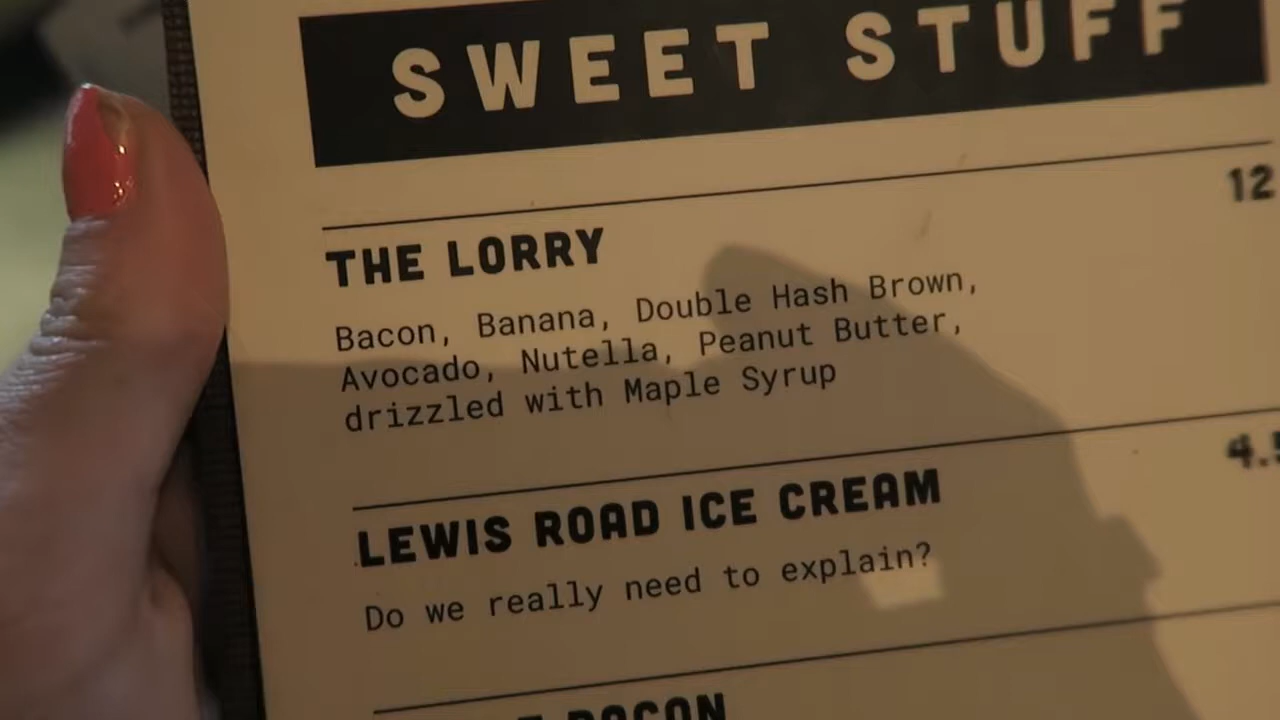 SWEET STUFF
12
THE LORRY
Bacon, Banana, Double Hash Brown,
Avocado, Nutella, Peanut Butter,
drizzled with Maple Syrup
LEWIS ROAD ICE CREAM
Do we really need to explain?
BACON